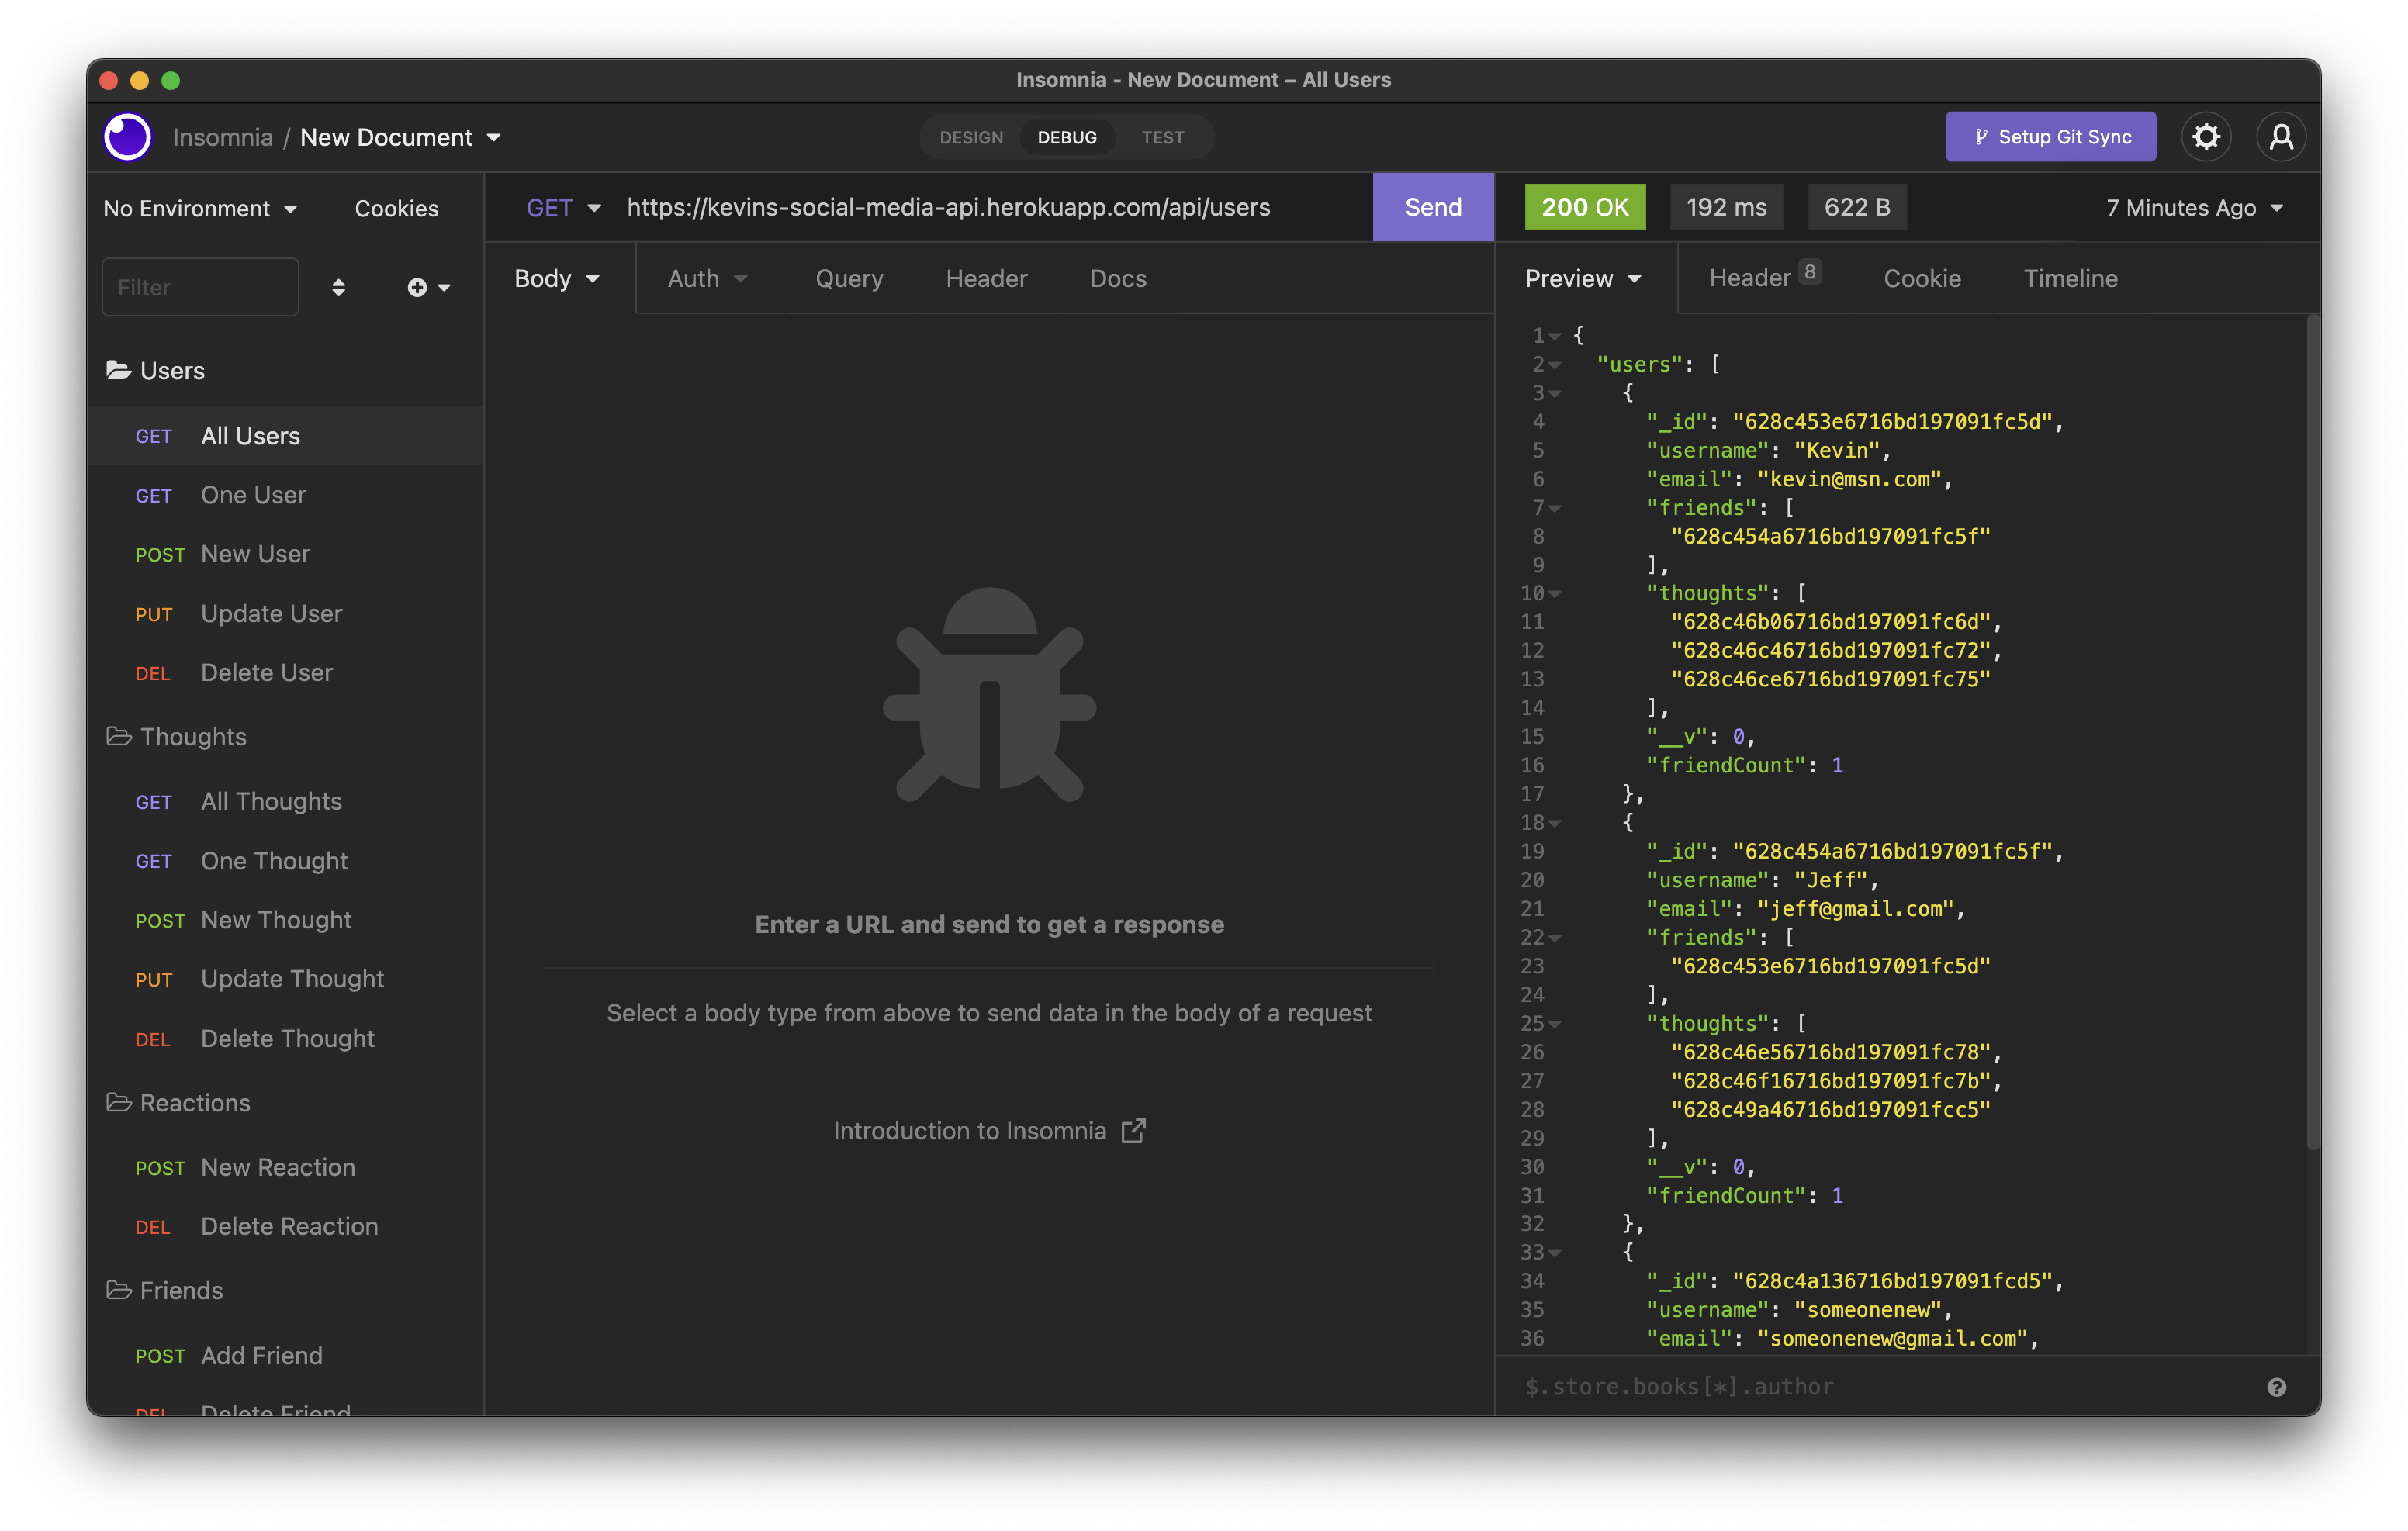 Insomnia - New Document – All Users
Insomnia / New Document
DESIGN DEBUG TEST
Setup Git Sync
No Environment Cookies
GET https://kevins-social-media-api.herokuapp.com/api/users Send
200 OK 192 ms 622 B 7 Minutes Ago
Filter
Body Auth Query Header Docs
Preview Header 8 Cookie Timeline
Users
GET All Users
GET One User
POST New User
PUT Update User
DEL Delete User
Thoughts
GET All Thoughts
GET One Thought
POST New Thought
PUT Update Thought
DEL Delete Thought
Reactions
POST New Reaction
DEL Delete Reaction
Friends
POST Add Friend
DEL Delete Friend
Enter a URL and send to get a response
Select a body type from above to send data in the body of a request
Introduction to Insomnia
1 {
2 "users": [
3 {
4 "_id": "628c453e6716bd197091fc5d",
5 "username": "Kevin",
6 "email": "kevin@msn.com",
7 "friends": [
8 "628c454a6716bd197091fc5f"
9 ],
10 "thoughts": [
11 "628c46b06716bd197091fc6d",
12 "628c46c46716bd197091fc72",
13 "628c46ce6716bd197091fc75"
14 ],
15 "__v": 0,
16 "friendCount": 1
17 },
18 {
19 "_id": "628c454a6716bd197091fc5f",
20 "username": "Jeff",
21 "email": "jeff@gmail.com",
22 "friends": [
23 "628c453e6716bd197091fc5d"
24 ],
25 "thoughts": [
26 "628c46e56716bd197091fc78",
27 "628c46f16716bd197091fc7b",
28 "628c49a46716bd197091fcc5"
29 ],
30 "__v": 0,
31 "friendCount": 1
32 },
33 {
34 "_id": "628c4a136716bd197091fcd5",
35 "username": "someonenew",
36 "email": "someonenew@gmail.com",
$.store.books[*].author